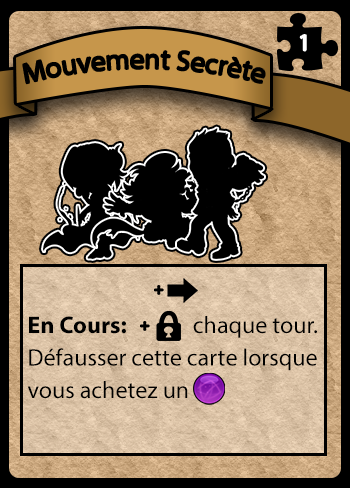 1
Mouvement Secrète
+
En Cours: + chaque tour.
Défausser cette carte lorsque
vous achetez un